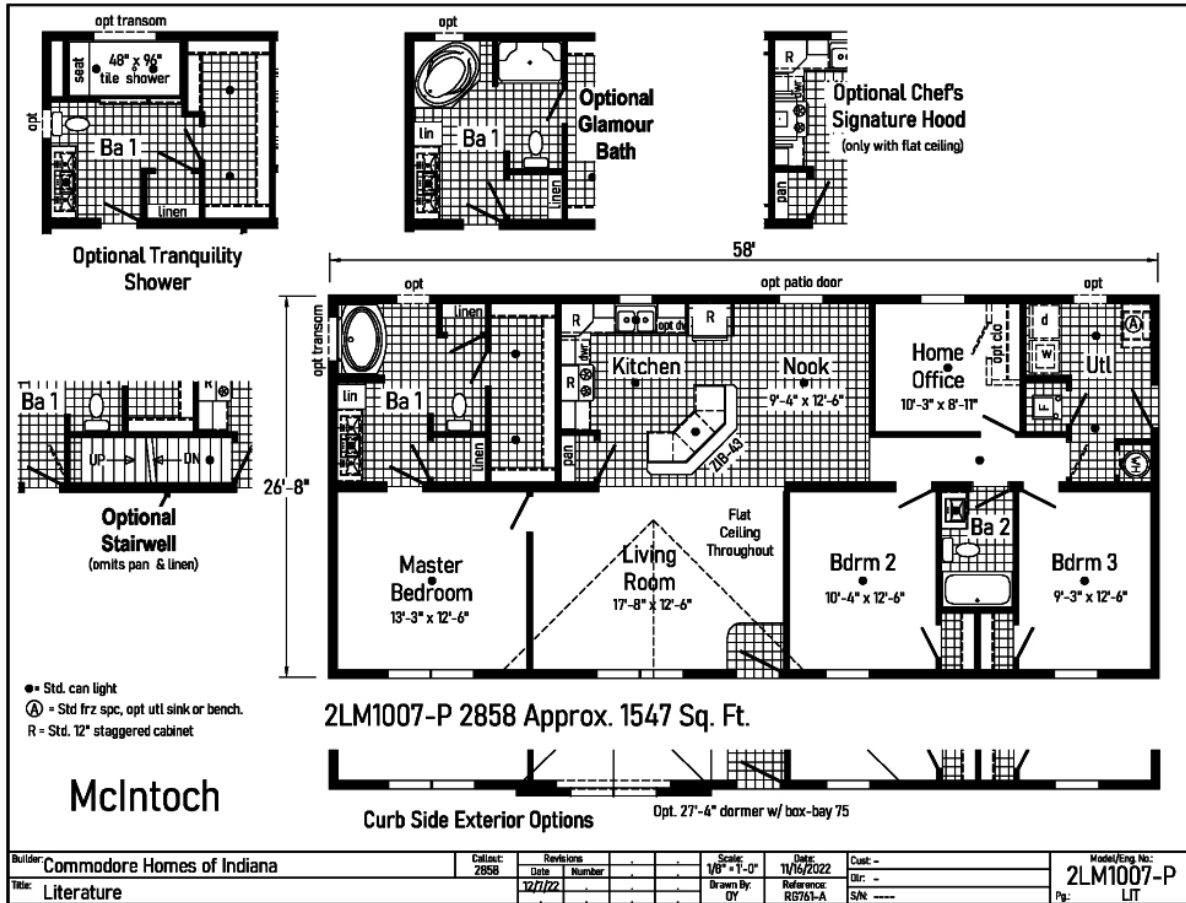 opt transom
seat
48" x 96"
tile shower
opt
Ba 1
linen
Optional Tranquility
Shower
opt
Optional
Glamour
Bath
lin
Ba 1
linen
R
dwr
Optional Chef's
Signature Hood
(only with flat ceiling)
pan
58'
opt
opt patio door
opt
opt transom
linen
R
opt dw
R
dwr
R
Kitchen
Nook
9'-4" x 12'-6"
Home
Office
10'-3" x 8'-11"
opt clo
d
w
A
Utl
F
WH
lin
Ba 1
linen
pan
ZIB-43
26'-8"
Ba 1
R
UP
DN
Optional
Stairwell
(omits pan & linen)
Master
Bedroom
13'-3" x 12'-6"
Living
Room
17'-8" x 12'-6"
Flat
Ceiling
Throughout
Bdrm 2
10'-4" x 12'-6"
Ba 2
Bdrm 3
9'-3" x 12'-6"
= Std. can light
A = Std frz spc, opt utl sink or bench.
R = Std. 12" staggered cabinet
2LM1007-P 2858 Approx. 1547 Sq. Ft.
McIntoch
Curb Side Exterior Options
Opt. 27'-4" dormer w/ box-bay 75
Builder: Commodore Homes of Indiana
Title: Literature
Callout:
2858
Revisions
Date Number
12/7/22
Scale:
1/8" = 1'-0"
Drawn By:
OY
Date:
11/16/2022
Reference:
RG761-A
Cust: -
Dlr: -
S/N: ----
Model/Eng. No.:
2LM1007-P
Pg.: LIT